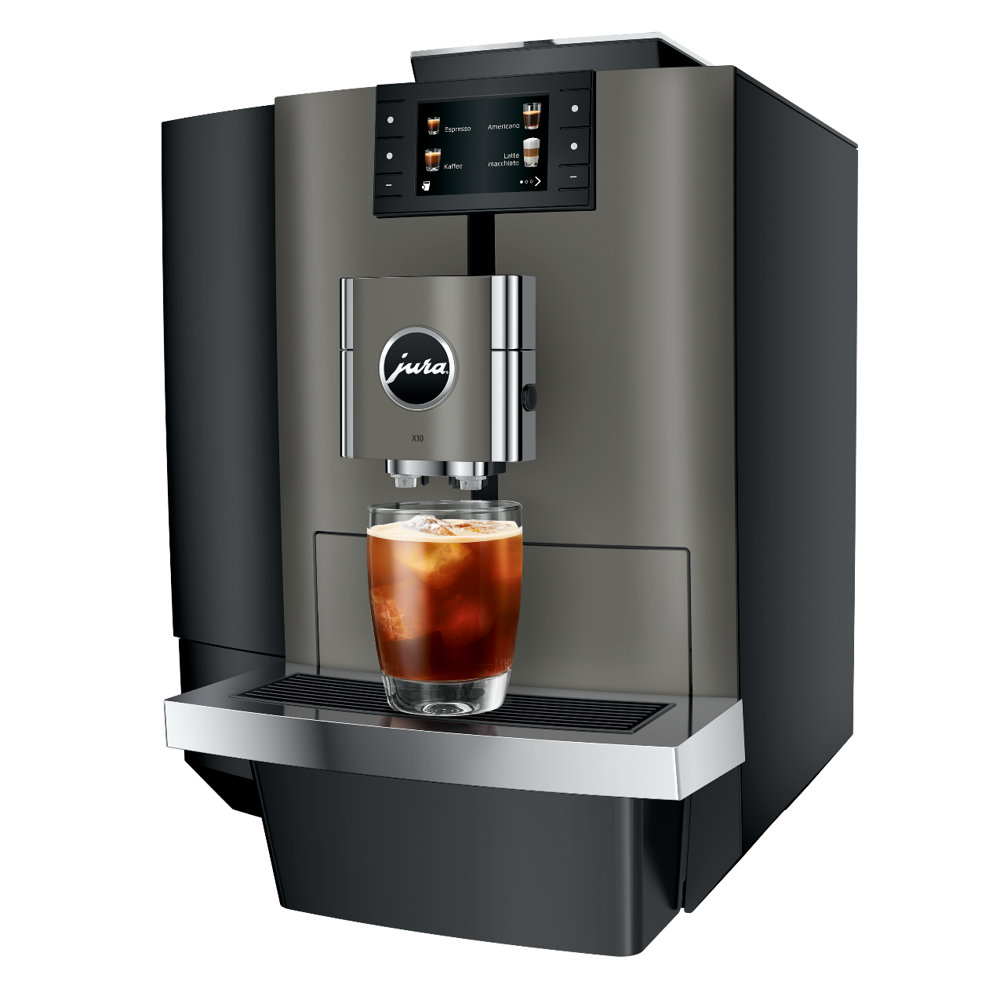 Espresso
Americano
Kaffee
Latte
macchiato
jura
X10